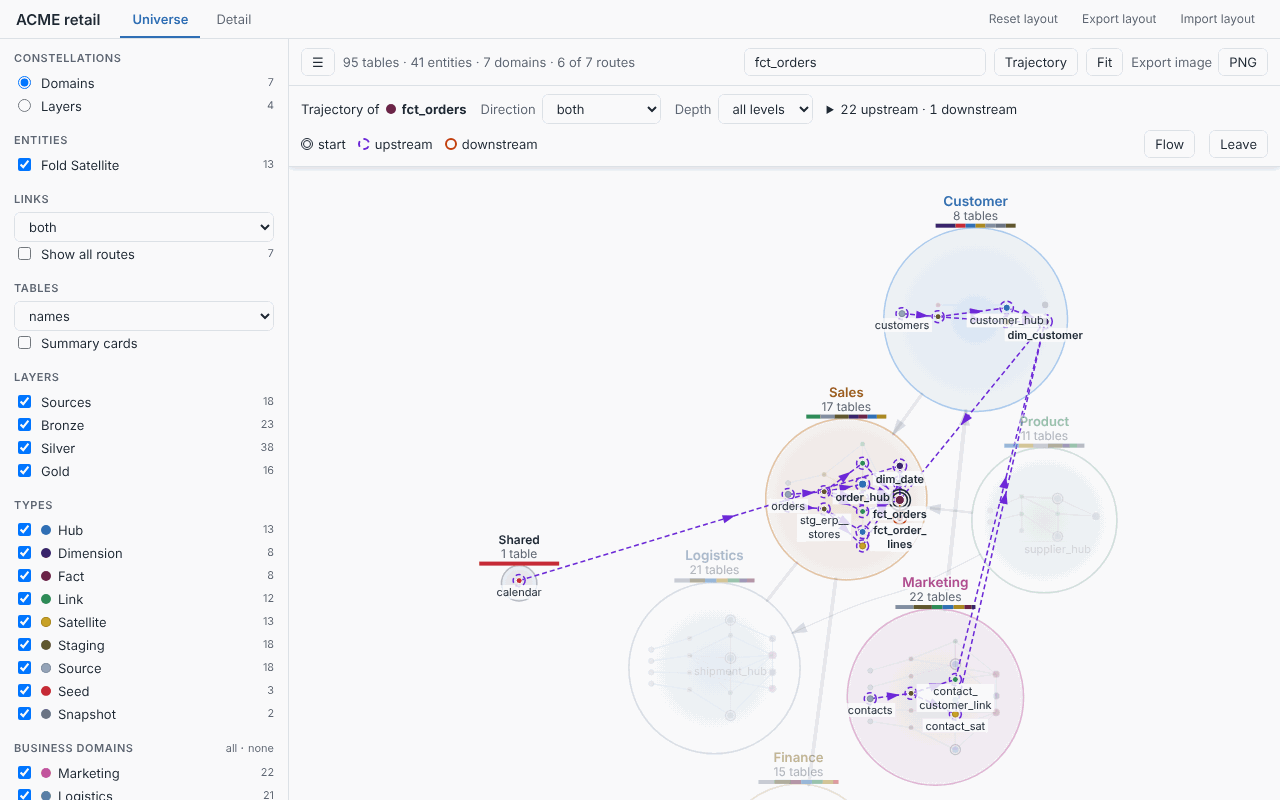 ACME retail
Universe
Detail
Reset layout
Export layout
Import layout
CONSTELLATIONS
Domains 7
Layers 4
ENTITIES
Fold Satellite 13
LINKS
both
Show all routes 7
TABLES
names
Summary cards
LAYERS
Sources 18
Bronze 23
Silver 38
Gold 16
TYPES
Hub 13
Dimension 8
Fact 8
Link 12
Satellite 13
Staging 18
Source 18
Seed 3
Snapshot 2
BUSINESS DOMAINS all · none
Marketing 22
Logistics 21
☰
95 tables · 41 entities · 7 domains · 6 of 7 routes
fct_orders
Trajectory
Fit
Export image
PNG
Trajectory of fct_orders
Direction both
Depth all levels
▶ 22 upstream · 1 downstream
start
upstream
downstream
Flow
Leave
Customer
8 tables
customers
customer_hub
dim_customer
Sales
17 tables
dim_date
orders
order_hub
fct_orders
stg_erp_
stores
fct_order_
lines
Product
11 tables
supplier_hub
Shared
1 table
calendar
Logistics
21 tables
shipment_hub
Marketing
22 tables
contacts
contact_
customer_link
contact_sat
Finance
15 tables